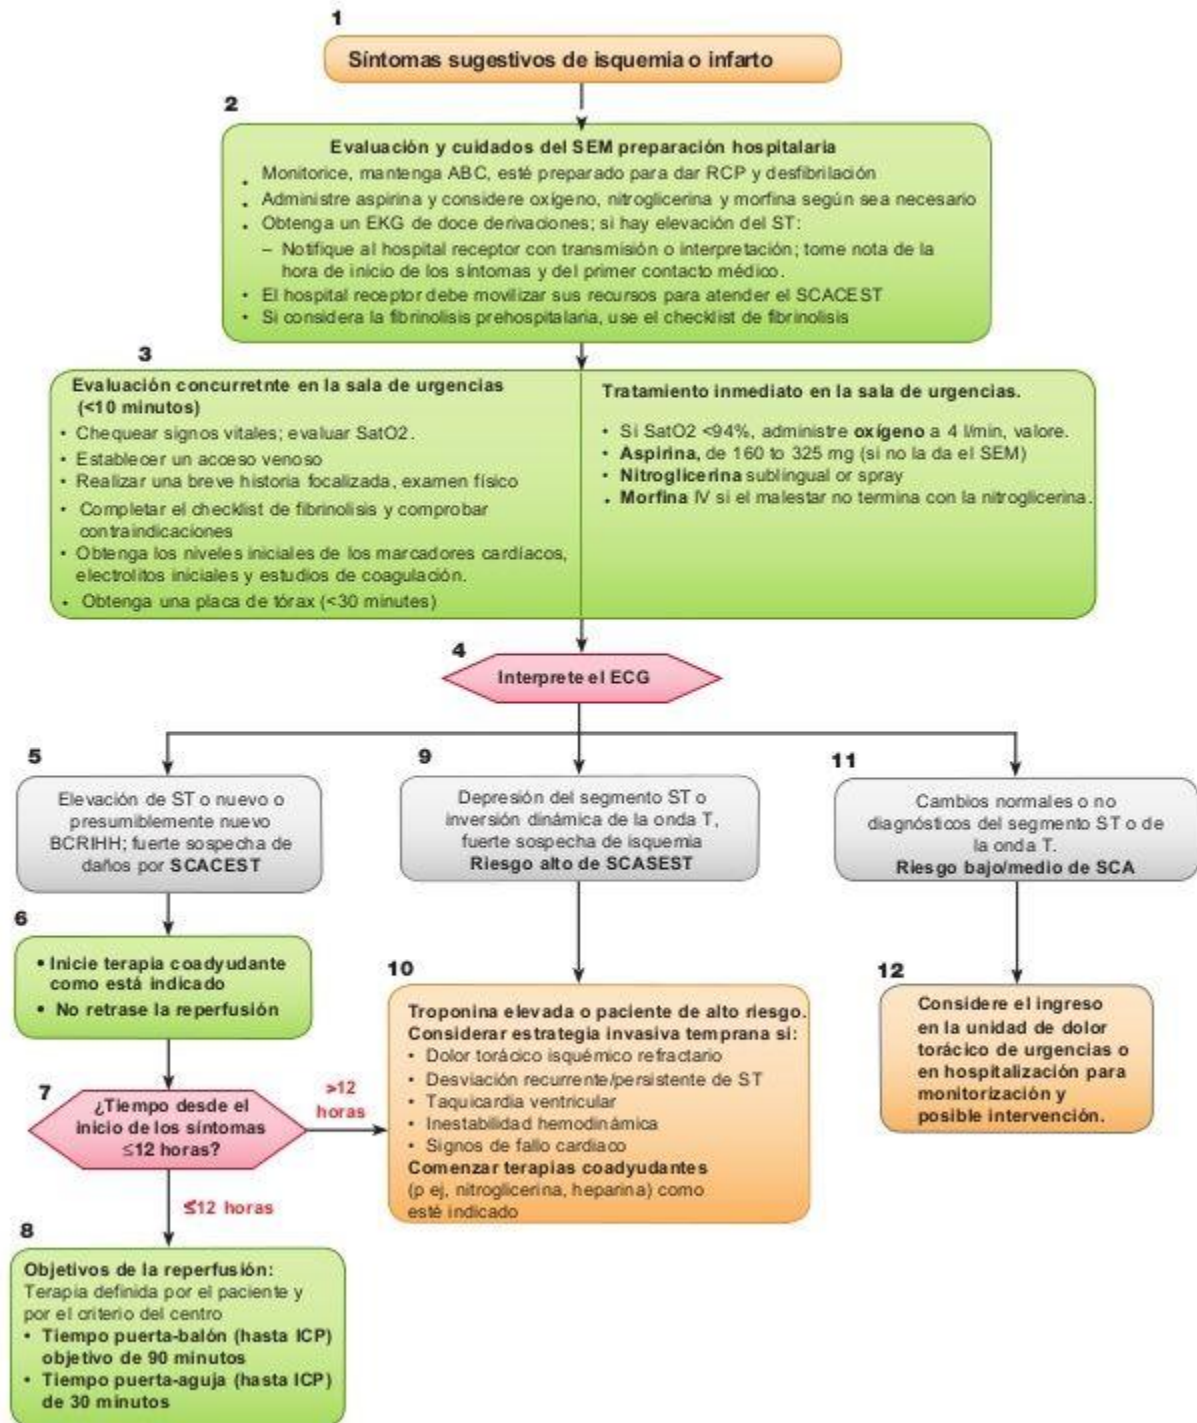 1
Síntomas sugestivos de isquemia o infarto
2
Evaluación y cuidados del SEM preparación hospitalaria
• Monitorice, mantenga ABC, esté preparado para dar RCP y desfibrilación
• Administre aspirina y considere oxígeno, nitroglicerina y morfina según sea necesario
• Obtenga un EKG de doce derivaciones; si hay elevación del ST:
– Notifique al hospital receptor con transmisión o interpretación; tome nota de la
hora de inicio de los síntomas y del primer contacto médico.
• El hospital receptor debe movilizar sus recursos para atender el SCACEST
• Si considera la fibrinolisis prehospitalaria, use el checklist de fibrinolisis
3
Evaluación concurretnte en la sala de urgencias
(<10 minutos)
• Chequear signos vitales; evaluar SatO2.
• Establecer un acceso venoso
• Realizar una breve historia focalizada, examen físico
• Completar el checklist de fibrinolisis y comprobar
contraindicaciones
• Obtenga los niveles iniciales de los marcadores cardíacos,
electrolitos iniciales y estudios de coagulación.
• Obtenga una placa de tórax (<30 minutes)
Tratamiento inmediato en la sala de urgencias.
• Si SatO2 <94%, administre oxígeno a 4 l/min, valore.
• Aspirina, de 160 to 325 mg (si no la da el SEM)
• Nitroglicerina sublingual or spray
• Morfina IV si el malestar no termina con la nitroglicerina.
4
Interprete el ECG
5
Elevación de ST o nuevo o
presumiblemente nuevo
BCRIHH; fuerte sospecha de
daños por SCACEST
6
• Inicie terapia coadyudante
como está indicado
• No retrase la reperfusión
7
¿Tiempo desde el
inicio de los síntomas
≤12 horas?
>12
horas
≤12 horas
8
Objetivos de la reperfusión:
Terapia definida por el paciente y
por el criterio del centro
• Tiempo puerta-balón (hasta ICP)
objetivo de 90 minutos
• Tiempo puerta-aguja (hasta ICP)
de 30 minutos
9
Depresión del segmento ST o
inversión dinámica de la onda T,
fuerte sospecha de isquemia
Riesgo alto de SCASEST
10
Troponina elevada o paciente de alto riesgo.
Considerar estrategia invasiva temprana si:
• Dolor torácico isquémico refractario
• Desviación recurrente/persistente de ST
• Taquicardia ventricular
• Inestabilidad hemodinámica
• Signos de fallo cardiaco
Comenzar terapias coadyudantes
(p ej, nitroglicerina, heparina) como
esté indicado
11
Cambios normales o no
diagnósticos del segmento ST o de
la onda T.
Riesgo bajo/medio de SCA
12
Considere el ingreso
en la unidad de dolor
torácico de urgencias o
en hospitalización para
monitorización y
posible intervención.